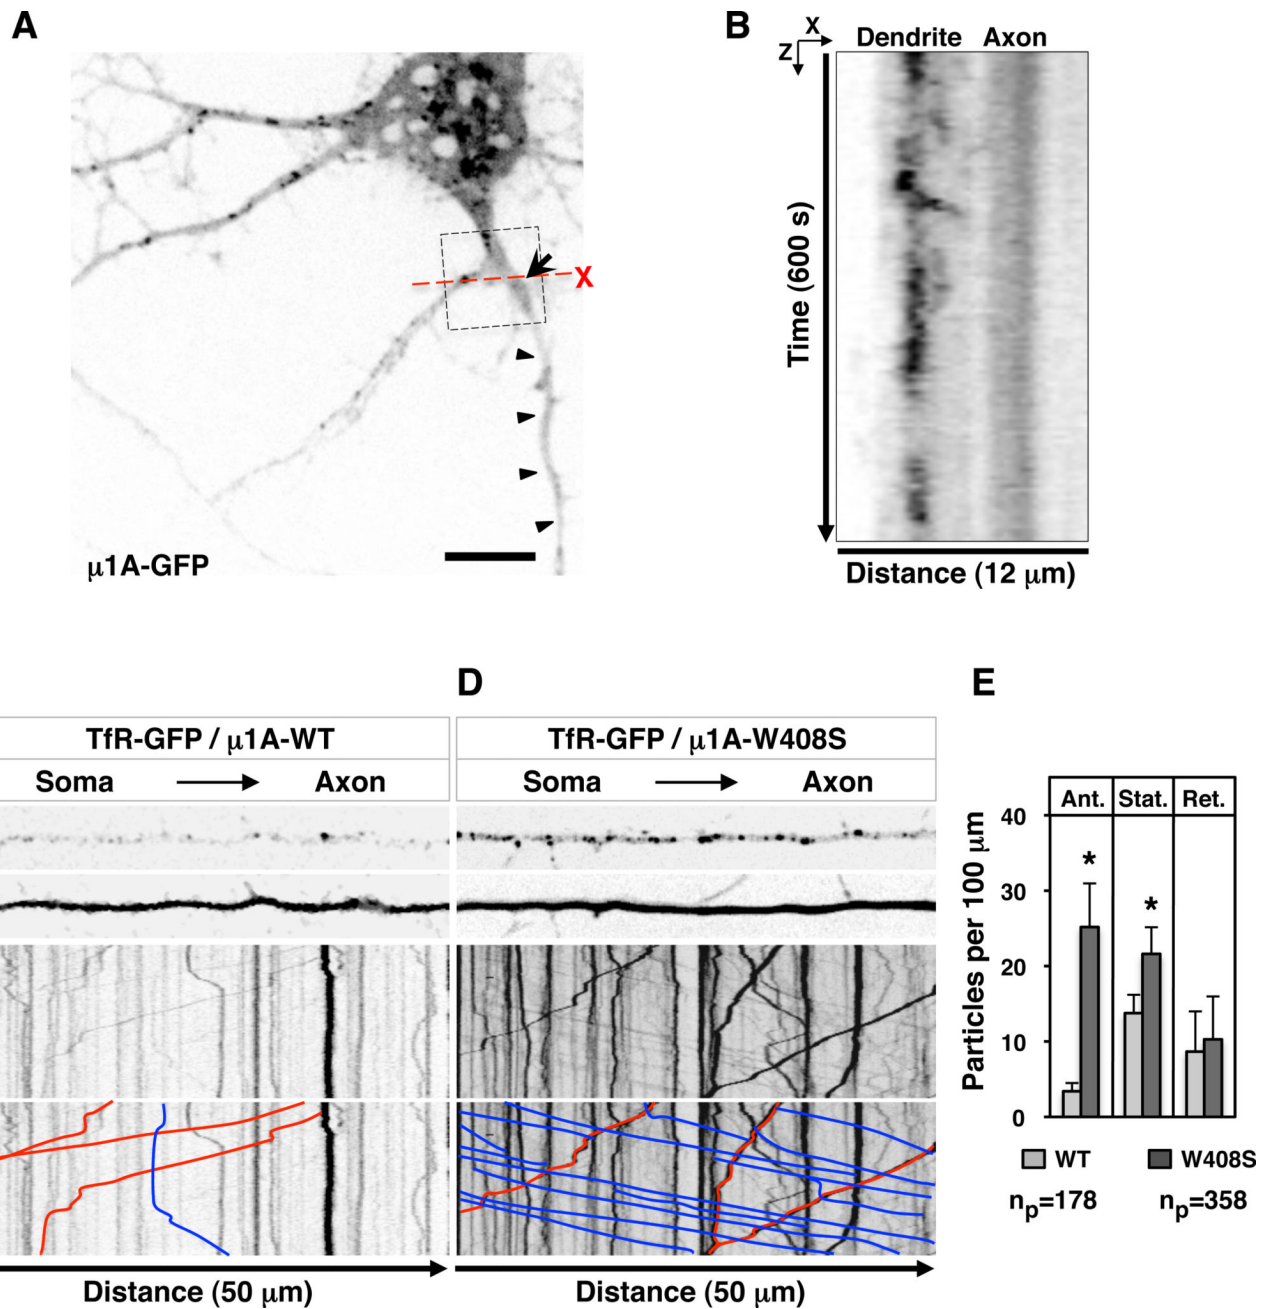 A
X
μ1A-GFP
B
X
Z
Dendrite Axon
Time (600 s)
Distance (12 μm)
TfR-GFP / μ1A-WT
Soma Axon
Distance (50 μm)
D
TfR-GFP / μ1A-W408S
Soma Axon
Distance (50 μm)
E
Ant. Stat. Ret.
Particles per 100 μm
40
30
20
10
0
*
*
WT W408S
np=178 np=358